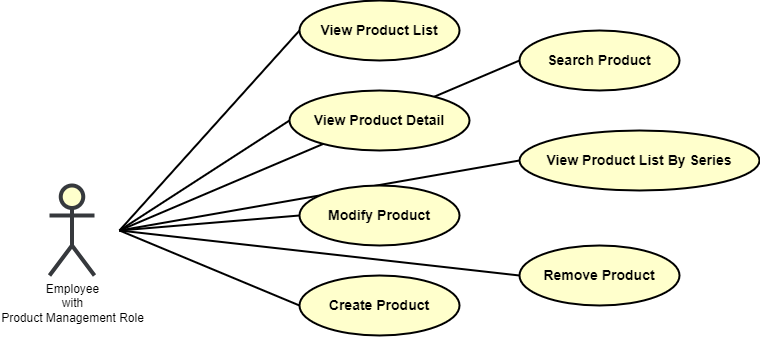 View Product List
Search Product
View Product Detail
View Product List By Series
Modify Product
Remove Product
Create Product
Employee
with
Product Management Role